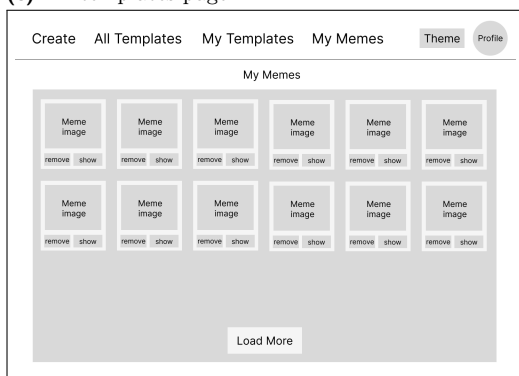 Create All Templates My Templates My Memes Theme Profile
My Memes
Meme image Meme image Meme image Meme image Meme image Meme image
remove show remove show remove show remove show remove show remove show
Meme image Meme image Meme image Meme image Meme image Meme image
remove show remove show remove show remove show remove show remove show
Load More